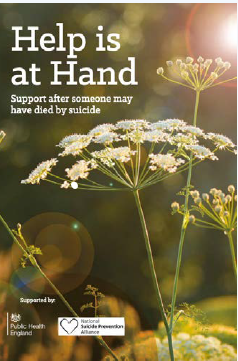 Help is
at Hand
Support after someone may
have died by suicide
Supported by:
Public Health
England
National
Suicide Prevention
Alliance